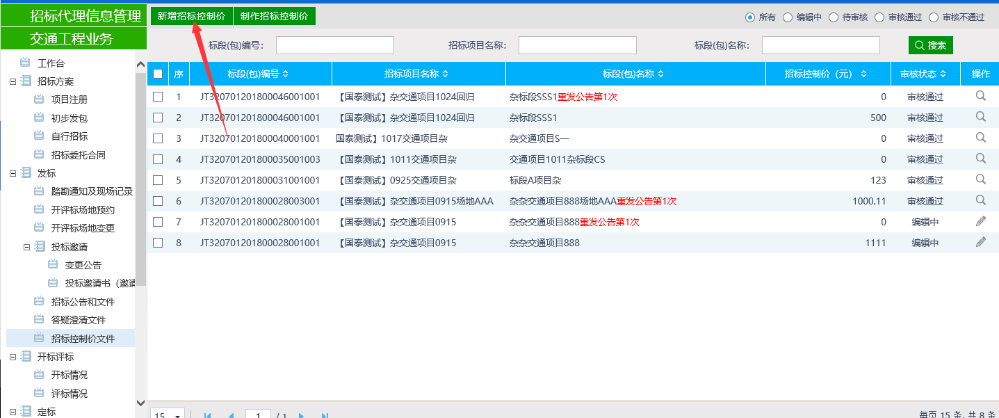 招标代理信息管理
交通工程业务
工作台
招标方案
项目注册
初步发包
自行招标
招标委托合同
发标
踏勘通知及现场记录
开评标场地预约
开评标场地变更
投标邀请
变更公告
投标邀请书（邀请
招标公告和文件
答疑澄清文件
招标控制价文件
开标评标
开标情况
评标情况
定标
新增招标控制价 制作招标控制价
所有 编辑中 待审核 审核通过 审核不通过
标段(包)编号： 招标项目名称： 标段(包)名称： 搜索
序 标段(包)编号 招标项目名称 标段(包)名称 招标控制价（元） 审核状态 操作
1 JT320701201800046001001 【国泰测试】杂交通项目1024回归 杂标段SSS1重发公告第1次 0 审核通过
2 JT320701201800046001001 【国泰测试】杂交通项目1024回归 杂标段SSS1 500 审核通过
3 JT320701201800040001001 国泰测试】1017交通项目杂 杂交通项目S一 0 审核通过
4 JT320701201800035001003 【国泰测试】1011交通项目杂 交通项目1011杂标段CS 0 审核通过
5 JT320701201800031001001 【国泰测试】0925交通项目杂 标段A项目杂 123 审核通过
6 JT320701201800028003001 【国泰测试】杂交通项目0915场地AAA 杂杂交通项目888场地AAA重发公告第1次 1000.11 审核通过
7 JT320701201800028001001 【国泰测试】杂交通项目0915 杂杂交通项目888重发公告第1次 0 编辑中
8 JT320701201800028001001 【国泰测试】杂交通项目0915 杂杂交通项目888 1111 编辑中
15 1 / 1 每页 15 条, 共 8 条